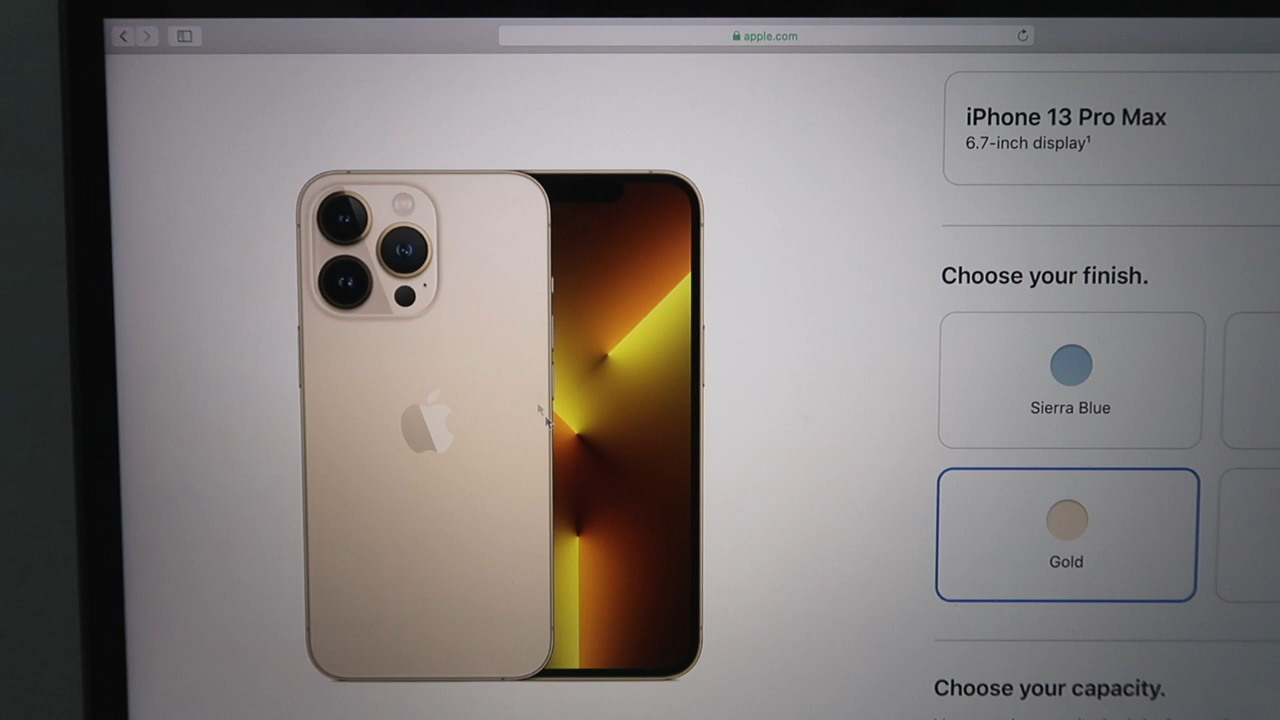 apple.com
iPhone 13 Pro Max
6.7-inch display¹
Choose your finish.
Sierra Blue
Gold
Choose your capacity.